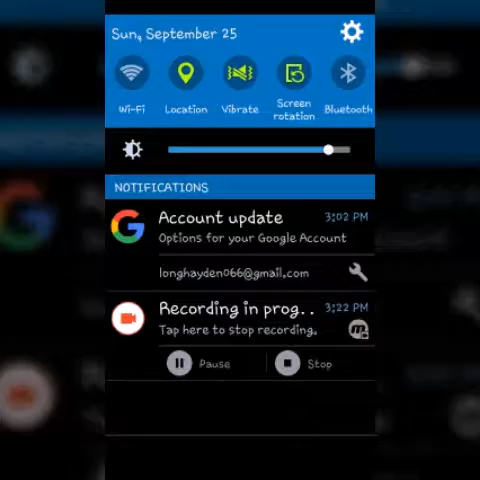 Sun, September 25
Wi-Fi Location Vibrate Screen rotation Bluetooth
NOTIFICATIONS
Account update 3:02 PM
Options for your Google Account
longhayden066@gmail.com
Recording in prog.. 3:22 PM
Tap here to stop recording.
Pause Stop